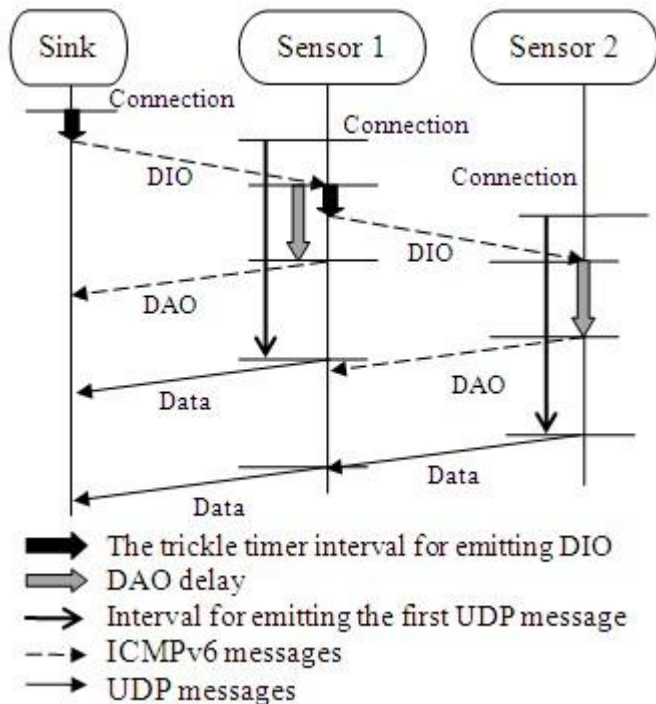 Sink
Sensor 1
Sensor 2
Connection
Connection
DIO
Connection
DIO
DAO
DAO
Data
Data
Data
The trickle timer interval for emitting DIO
DAO delay
Interval for emitting the first UDP message
ICMPv6 messages
UDP messages